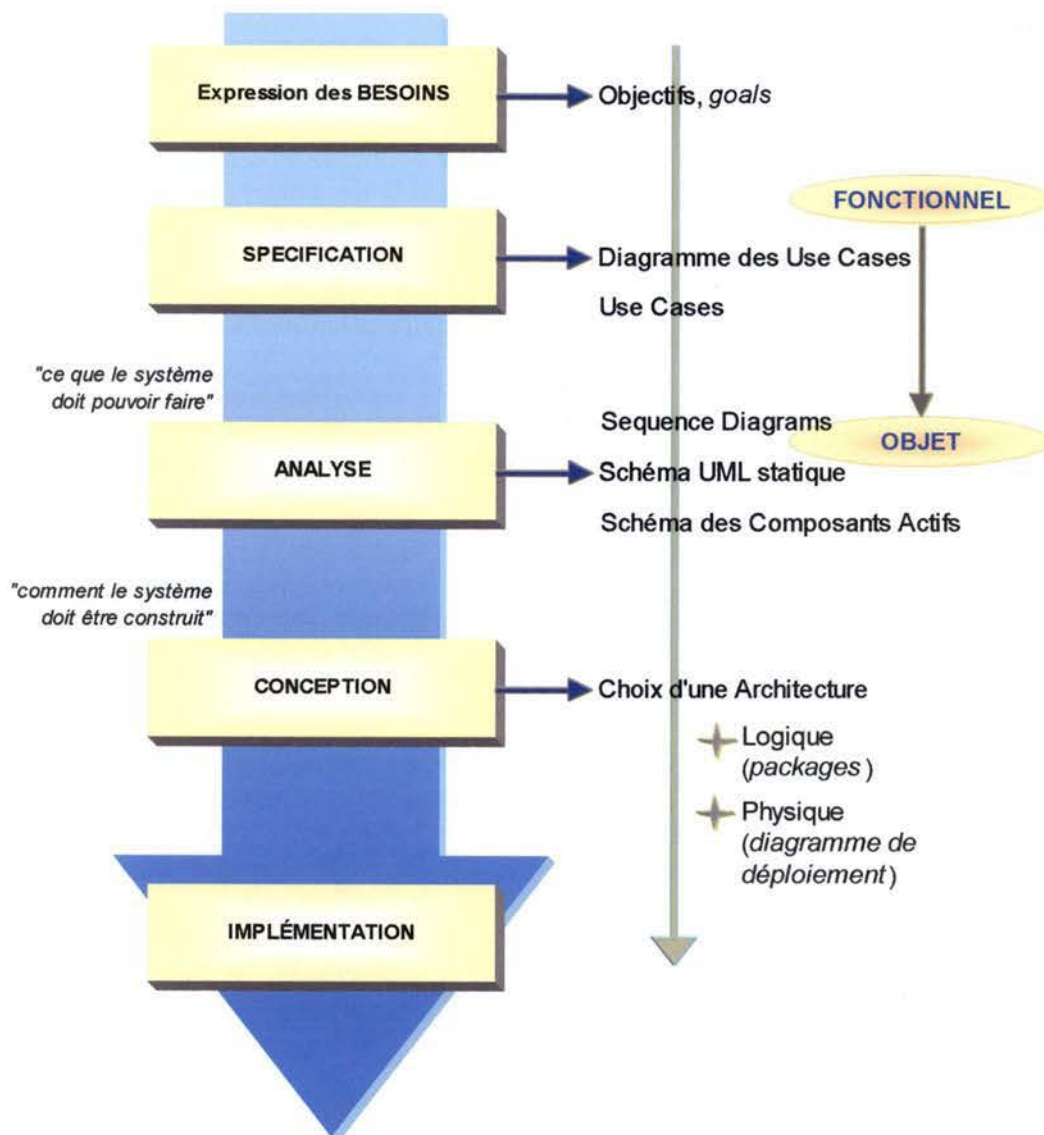 Expression des BESOINS
Objectifs, goals
FONCTIONNEL
SPECIFICATION
Diagramme des Use Cases
Use Cases
"ce que le système
doit pouvoir faire"
Sequence Diagrams
OBJET
ANALYSE
Schéma UML statique
Schéma des Composants Actifs
"comment le système
doit être construit"
CONCEPTION
Choix d'une Architecture
Logique
(packages)
Physique
(diagramme de
déploiement)
IMPLÉMENTATION